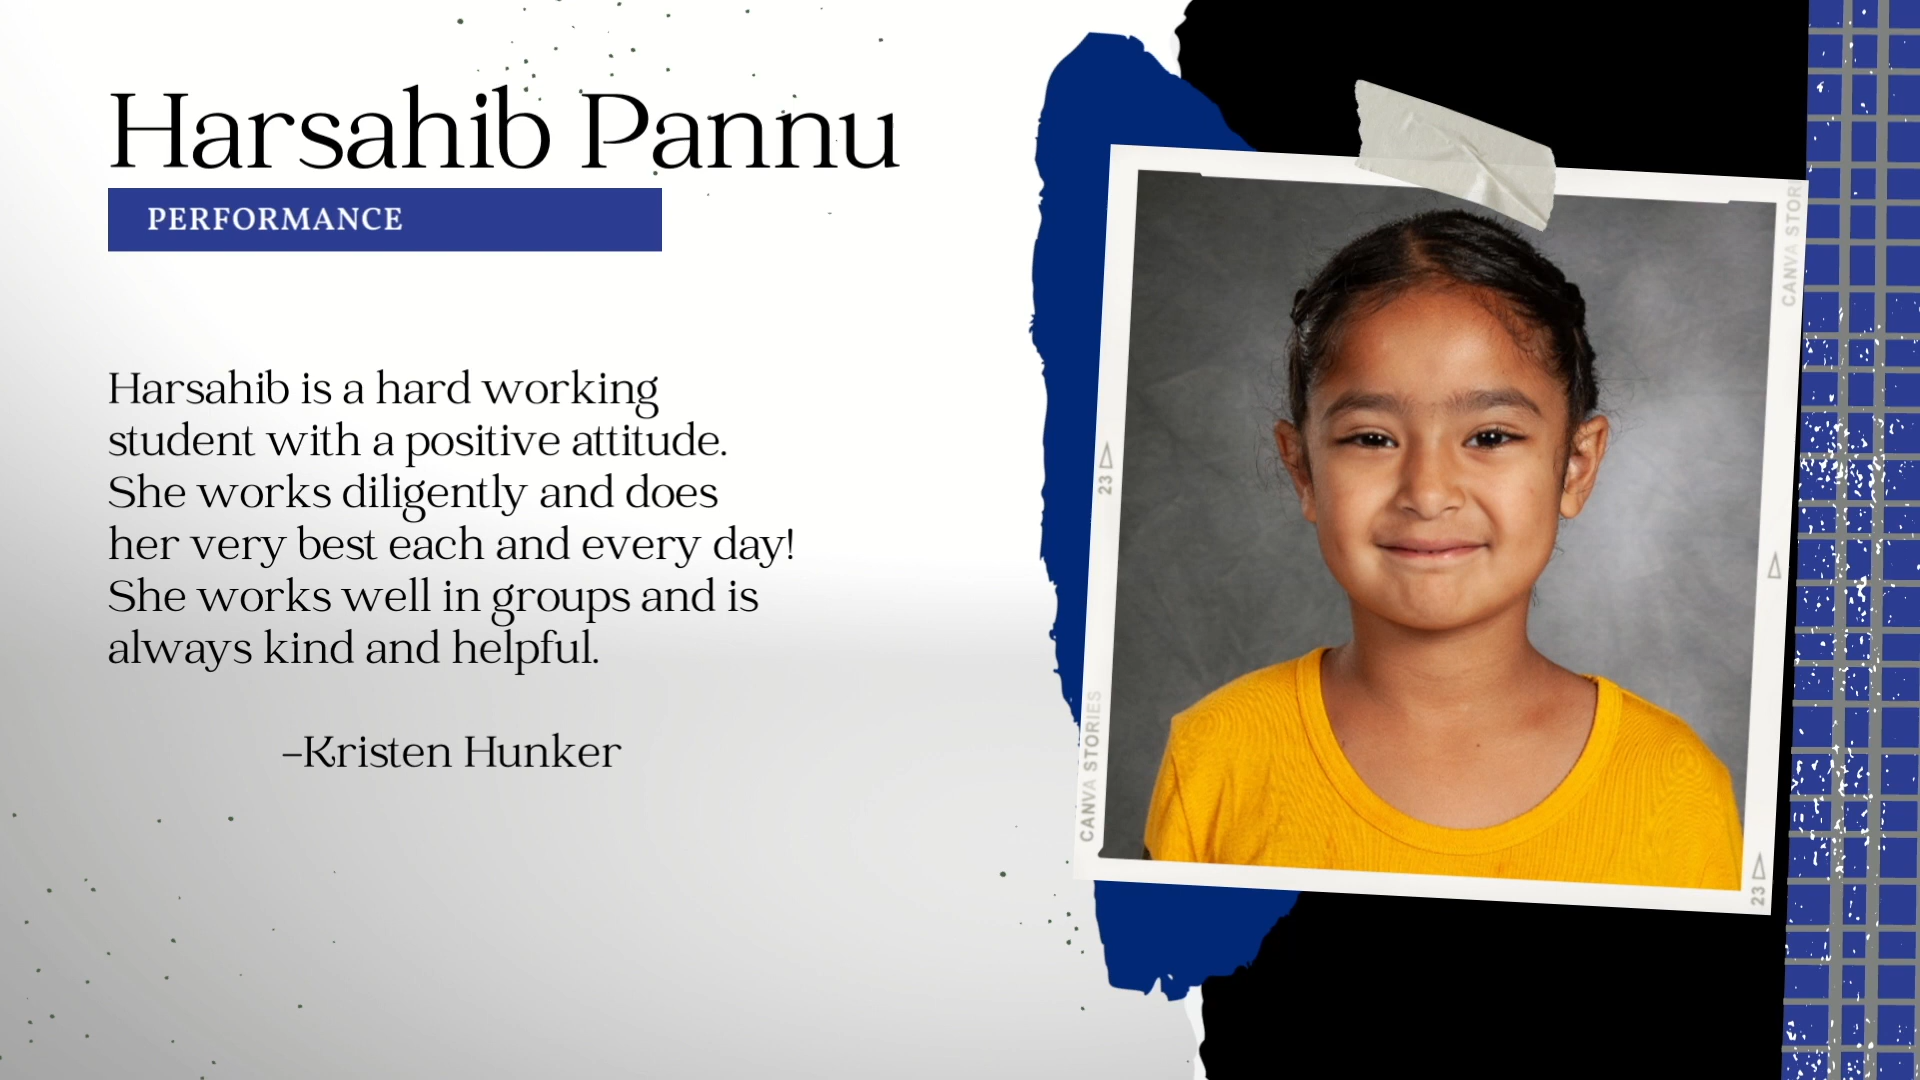 Harsahib Pannu
PERFORMANCE
Harsahib is a hard working
student with a positive attitude.
She works diligently and does
her very best each and every day!
She works well in groups and is
always kind and helpful.
–Kristen Hunker
CANVA STORIES
23
CANVA STORI
23